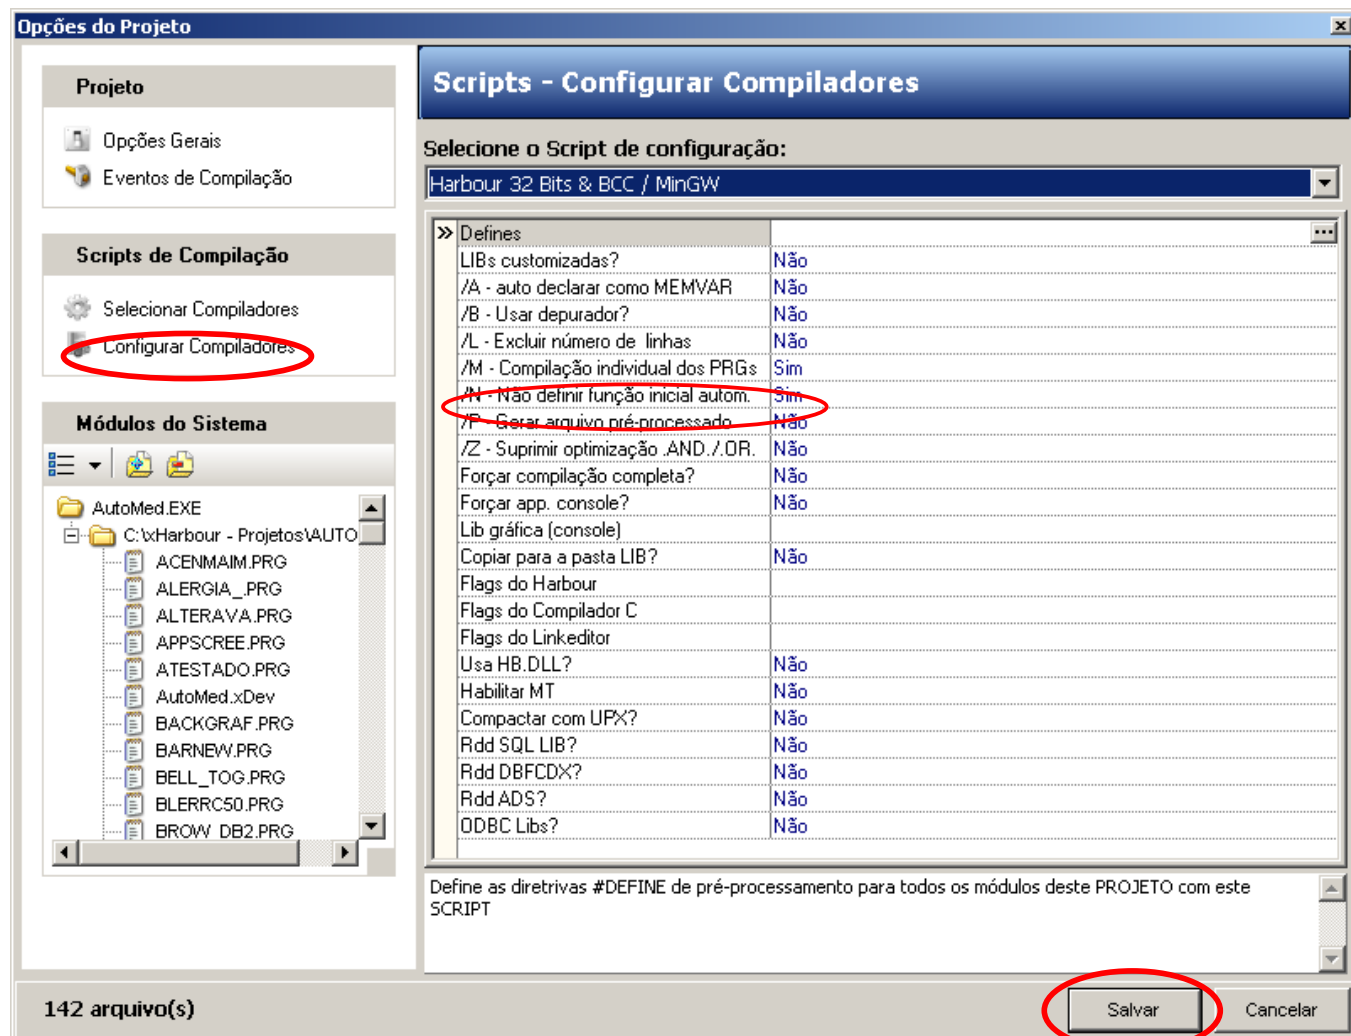 Opções do Projeto
Projeto
Opções Gerais
Eventos de Compilação
Scripts de Compilação
Selecionar Compiladores
Configurar Compiladores
Módulos do Sistema
AutoMed.EXE
C:\xHarbour - Projetos\AUTO
ACENMAIM.PRG
ALERGIA_.PRG
ALTERAVA.PRG
APPSCREE.PRG
ATESTADO.PRG
AutoMed.xDev
BACKGRAF.PRG
BARNEW.PRG
BELL_TOG.PRG
BLERRC50.PRG
BROW_DB2.PRG
142 arquivo(s)
Scripts - Configurar Compiladores
Selecione o Script de configuração:
Harbour 32 Bits & BCC / MinGW
Defines
LIBs customizadas? Não
/A - auto declarar como MEMVAR Não
/B - Usar depurador? Não
/L - Excluir número de linhas Não
/M - Compilação individual dos PRGs Sim
/N - Não definir função inicial autom. Sim
/P - Gerar arquivo pré-processado Não
/Z - Suprimir optimização .AND./.OR. Não
Forçar compilação completa? Não
Forçar app. console? Não
Lib gráfica (console)
Copiar para a pasta LIB? Não
Flags do Harbour
Flags do Compilador C
Flags do Linkeditor
Usa HB.DLL? Não
Habilitar MT Não
Compactar com UPX? Não
Rdd SQL LIB? Não
Rdd DBFCDX? Não
Rdd ADS? Não
ODBC Libs? Não
Define as diretrivas #DEFINE de pré-processamento para todos os módulos deste PROJETO com este
SCRIPT
Salvar
Cancelar